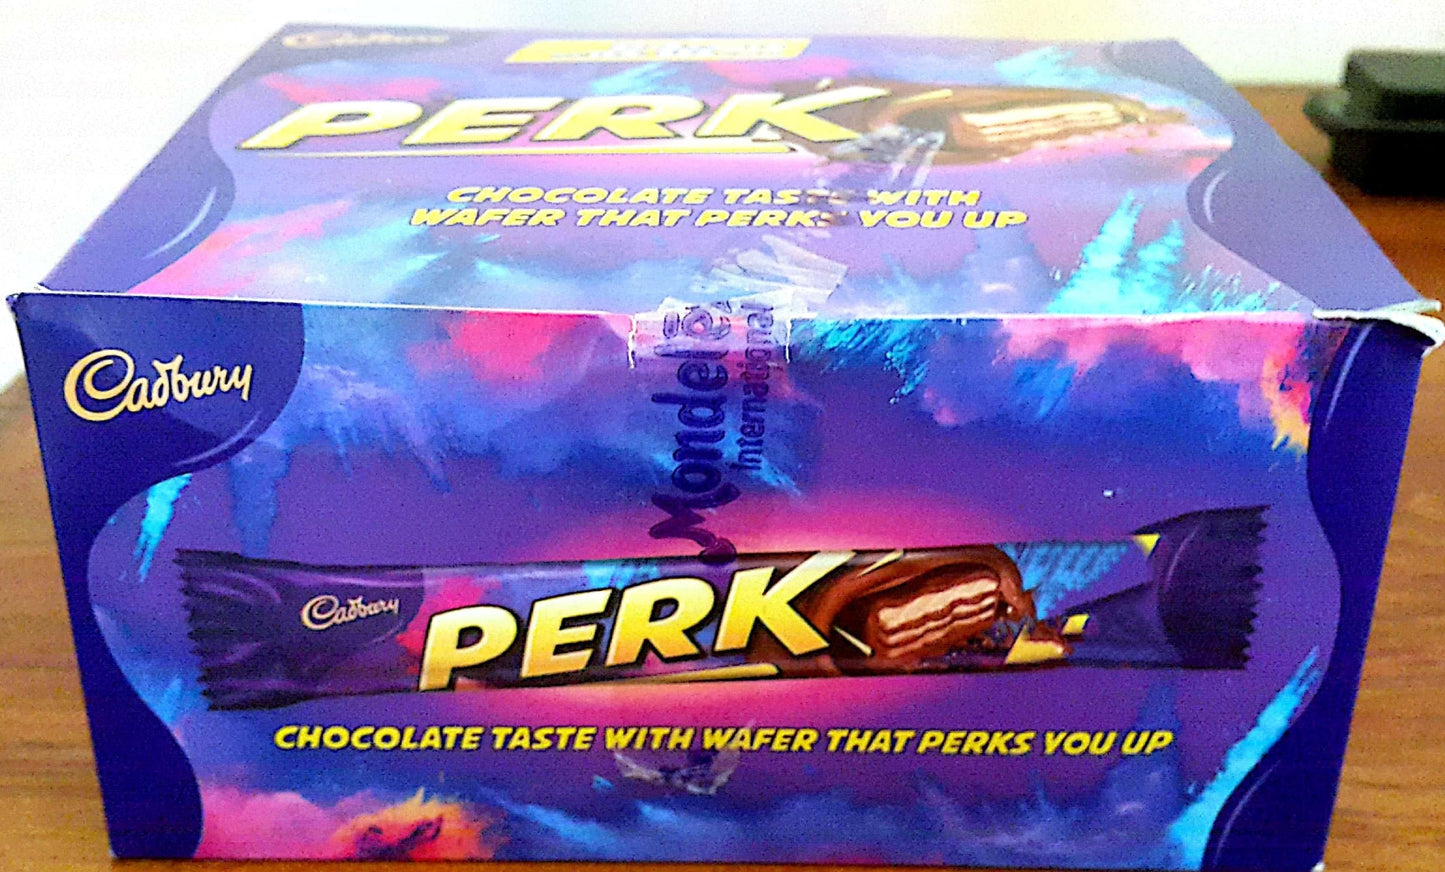 Cadbury
PERK
CHOCOLATE TASTE WITH
WAFER THAT PERKS YOU UP
Cadbury
Mondelēz
International
Cadbury
PERK
CHOCOLATE TASTE WITH WAFER THAT PERKS YOU UP